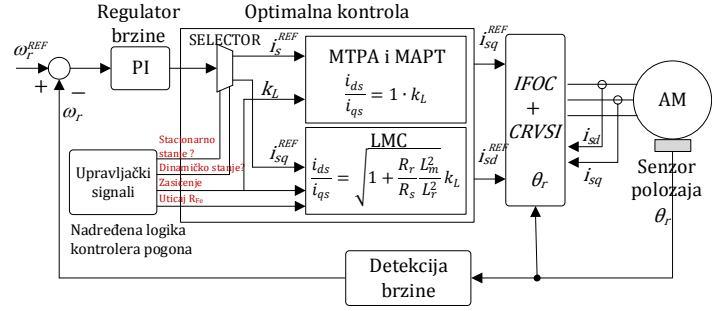 Regulator
brzine
Optimalna kontrola
SELECTOR
ω_r^REF
+
−
ω_r
PI
i_s^REF
k_L
i_sq^REF
MTPA i MAPT
i_ds/i_qs = 1 · k_L
LMC
i_ds/i_qs = √(1 + R_r/R_s L_m^2/L_r^2) k_L
i_sq^REF
i_sd^REF
IFOC
+
CRVSI
θ_r
AM
i_sd
i_sq
Senzor
polozaja
θ_r
Stacionarno
stanje ?
Dinamičko stanje?
Zasićenje
Uticaj R_Fe
Upravljački
signali
Nadređena logika
kontrolera pogona
Detekcija
brzine